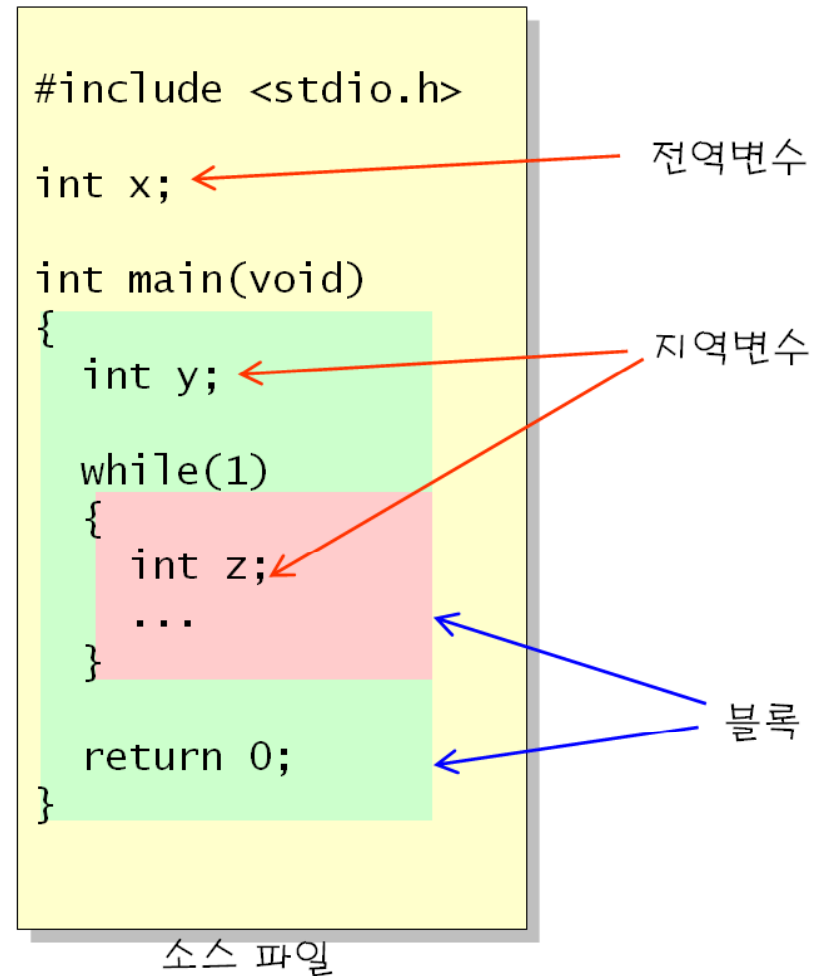 #include <stdio.h>
int x;
전역변수
int main(void)
{
int y;
지역변수
while(1)
{
int z;
...
}
블록
return 0;
}
소스 파일